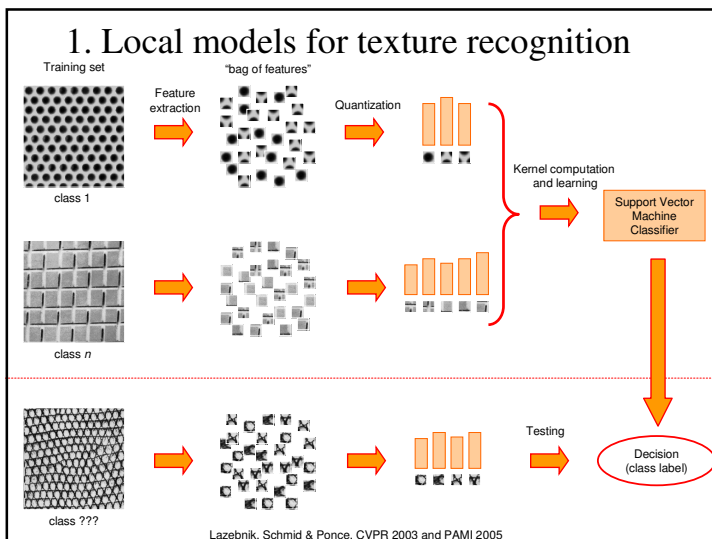 1. Local models for texture recognition
Training set
"bag of features"
Feature
extraction
Quantization
class 1
Kernel computation
and learning
Support Vector
Machine
Classifier
class n
Testing
Decision
(class label)
class ???
Lazebnik, Schmid & Ponce, CVPR 2003 and PAMI 2005